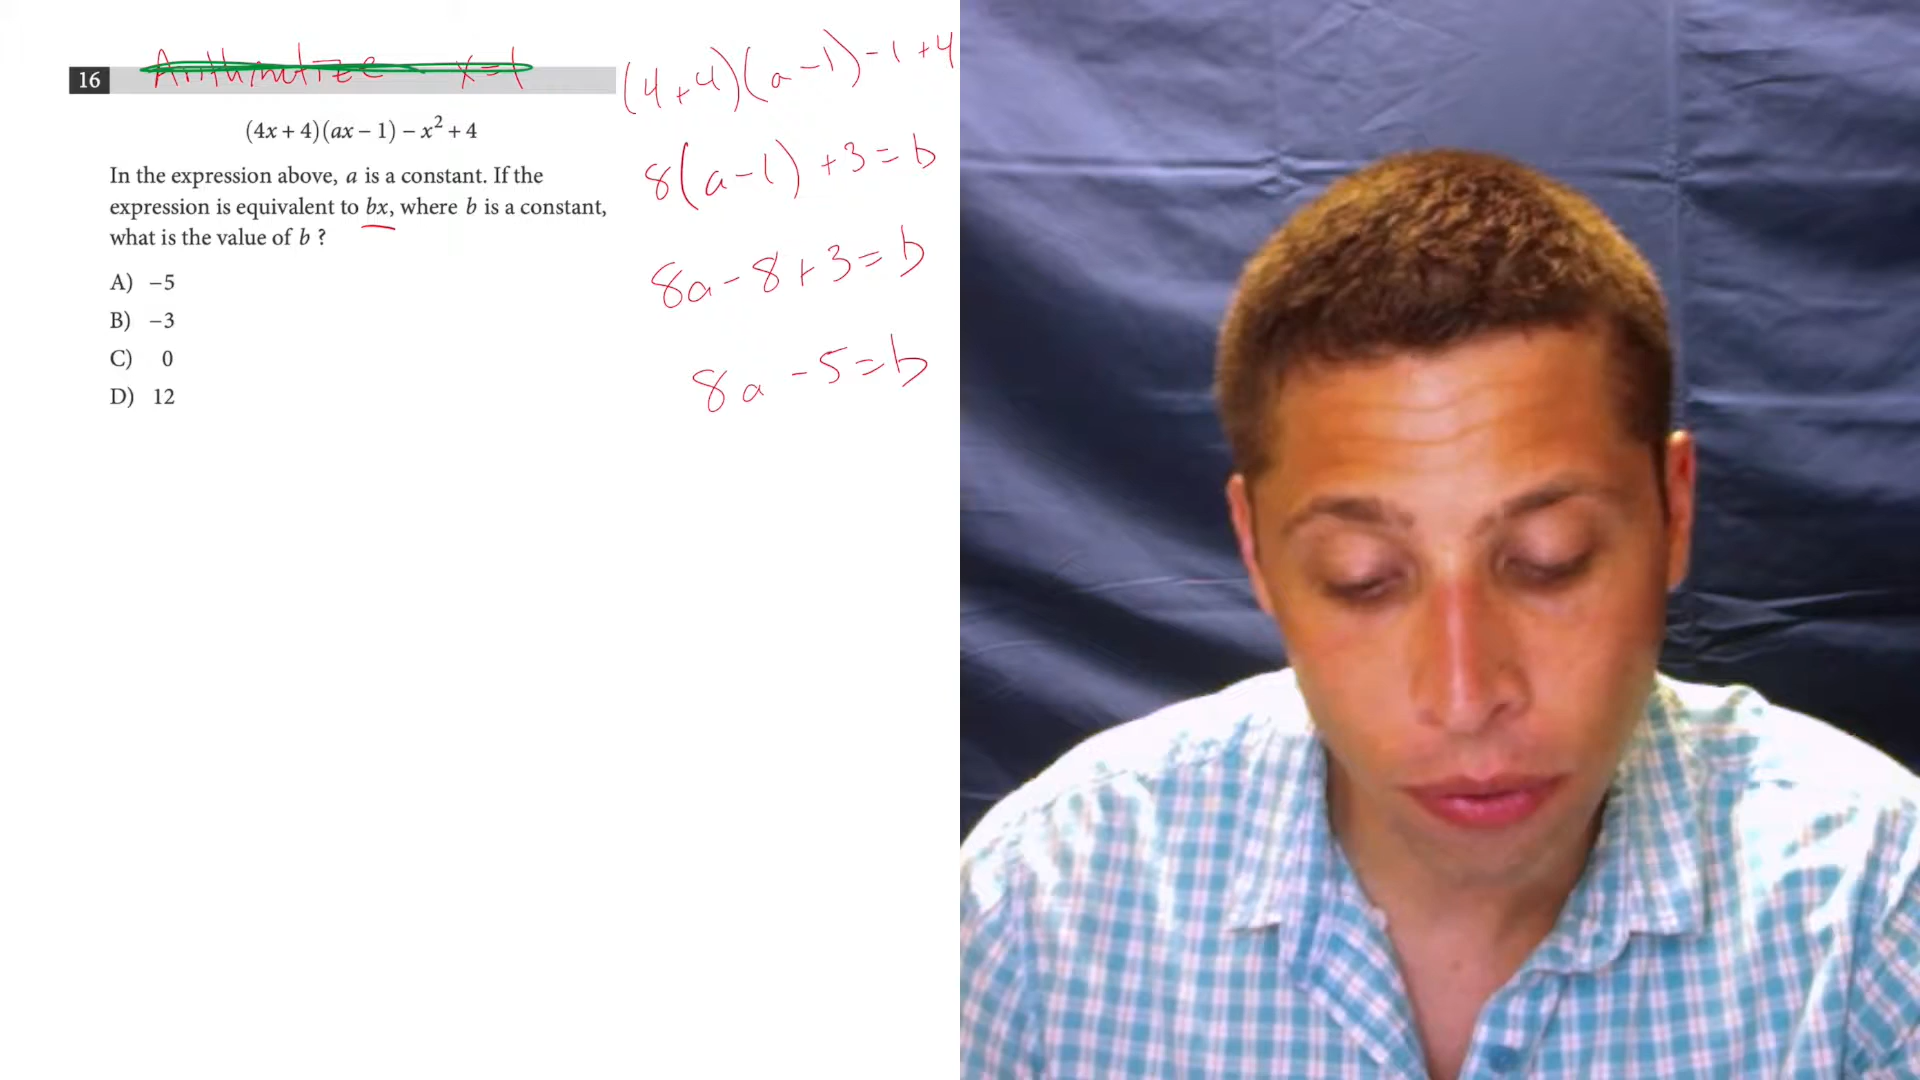 Arithmetize x=1
16
(4x + 4)(ax − 1) − x² + 4
In the expression above, a is a constant. If the
expression is equivalent to bx, where b is a constant,
what is the value of b ?
A) −5
B) −3
C) 0
D) 12
(4+4)(a-1)-1+4
8(a-1)+3=b
8a-8+3=b
8a-5=b